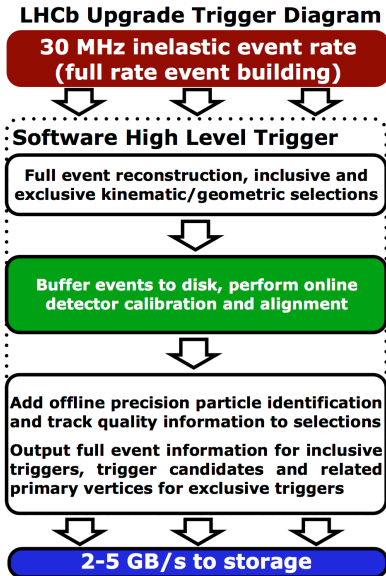 LHCb Upgrade Trigger Diagram
30 MHz inelastic event rate
(full rate event building)
Software High Level Trigger
Full event reconstruction, inclusive and
exclusive kinematic/geometric selections
Buffer events to disk, perform online
detector calibration and alignment
Add offline precision particle identification
and track quality information to selections
Output full event information for inclusive
triggers, trigger candidates and related
primary vertices for exclusive triggers
2-5 GB/s to storage